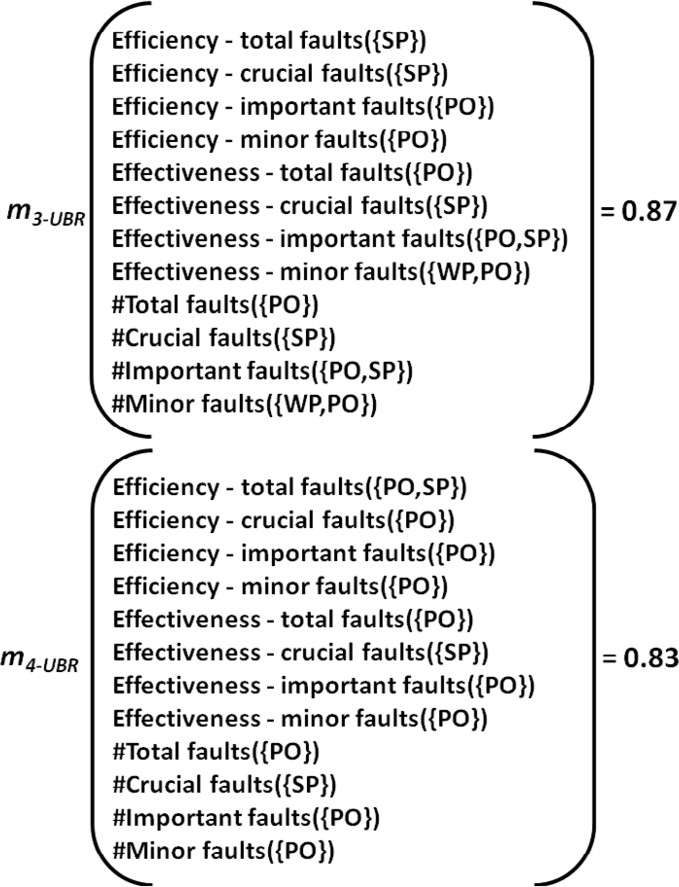 Efficiency - total faults({SP})
Efficiency - crucial faults({SP})
Efficiency - important faults({PO})
Efficiency - minor faults({PO})
Effectiveness - total faults({PO})
m3-UBR Effectiveness - crucial faults({SP}) = 0.87
Effectiveness - important faults({PO,SP})
Effectiveness - minor faults({WP,PO})
#Total faults({PO})
#Crucial faults({SP})
#Important faults({PO,SP})
#Minor faults({WP,PO})
Efficiency - total faults({PO,SP})
Efficiency - crucial faults({PO})
Efficiency - important faults({PO})
Efficiency - minor faults({PO})
Effectiveness - total faults({PO})
m4-UBR Effectiveness - crucial faults({SP}) = 0.83
Effectiveness - important faults({PO})
Effectiveness - minor faults({PO})
#Total faults({PO})
#Crucial faults({SP})
#Important faults({PO})
#Minor faults({PO})